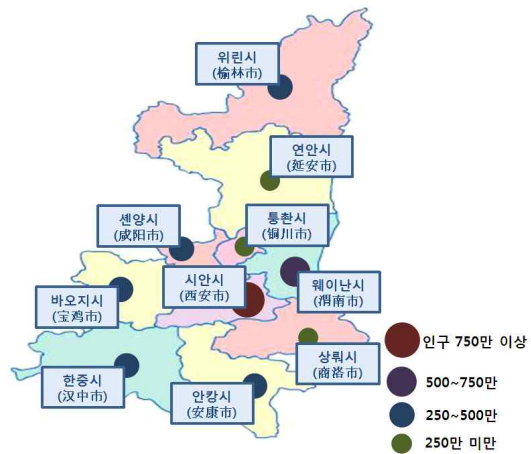 위린시
(榆林市)
연안시
(延安市)
센양시
(咸阳市)
퉁촨시
(铜川市)
시안시
(西安市)
웨이난시
(渭南市)
바오지시
(宝鸡市)
한중시
(汉中市)
안캉시
(安康市)
상뤄시
(商洛市)
인구 750만 이상
500~750만
250~500만
250만 미만